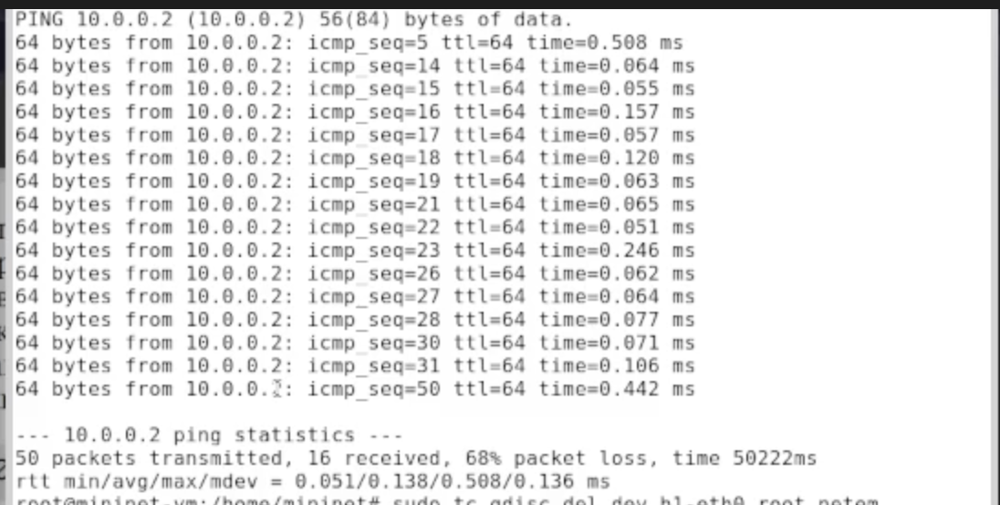 PING 10.0.0.2 (10.0.0.2) 56(84) bytes of data.
64 bytes from 10.0.0.2: icmp_seq=5 ttl=64 time=0.508 ms
64 bytes from 10.0.0.2: icmp_seq=14 ttl=64 time=0.064 ms
64 bytes from 10.0.0.2: icmp_seq=15 ttl=64 time=0.055 ms
64 bytes from 10.0.0.2: icmp_seq=16 ttl=64 time=0.157 ms
64 bytes from 10.0.0.2: icmp_seq=17 ttl=64 time=0.057 ms
64 bytes from 10.0.0.2: icmp_seq=18 ttl=64 time=0.120 ms
64 bytes from 10.0.0.2: icmp_seq=19 ttl=64 time=0.063 ms
64 bytes from 10.0.0.2: icmp_seq=21 ttl=64 time=0.065 ms
64 bytes from 10.0.0.2: icmp_seq=22 ttl=64 time=0.051 ms
64 bytes from 10.0.0.2: icmp_seq=23 ttl=64 time=0.246 ms
64 bytes from 10.0.0.2: icmp_seq=26 ttl=64 time=0.062 ms
64 bytes from 10.0.0.2: icmp_seq=27 ttl=64 time=0.064 ms
64 bytes from 10.0.0.2: icmp_seq=28 ttl=64 time=0.077 ms
64 bytes from 10.0.0.2: icmp_seq=30 ttl=64 time=0.071 ms
64 bytes from 10.0.0.2: icmp_seq=31 ttl=64 time=0.106 ms
64 bytes from 10.0.0.2: icmp_seq=50 ttl=64 time=0.442 ms
--- 10.0.0.2 ping statistics ---
50 packets transmitted, 16 received, 68% packet loss, time 50222ms
rtt min/avg/max/mdev = 0.051/0.138/0.508/0.136 ms
root@mininet-vm:/home/mininet# sudo tc qdisc del dev h1-eth0 root netem